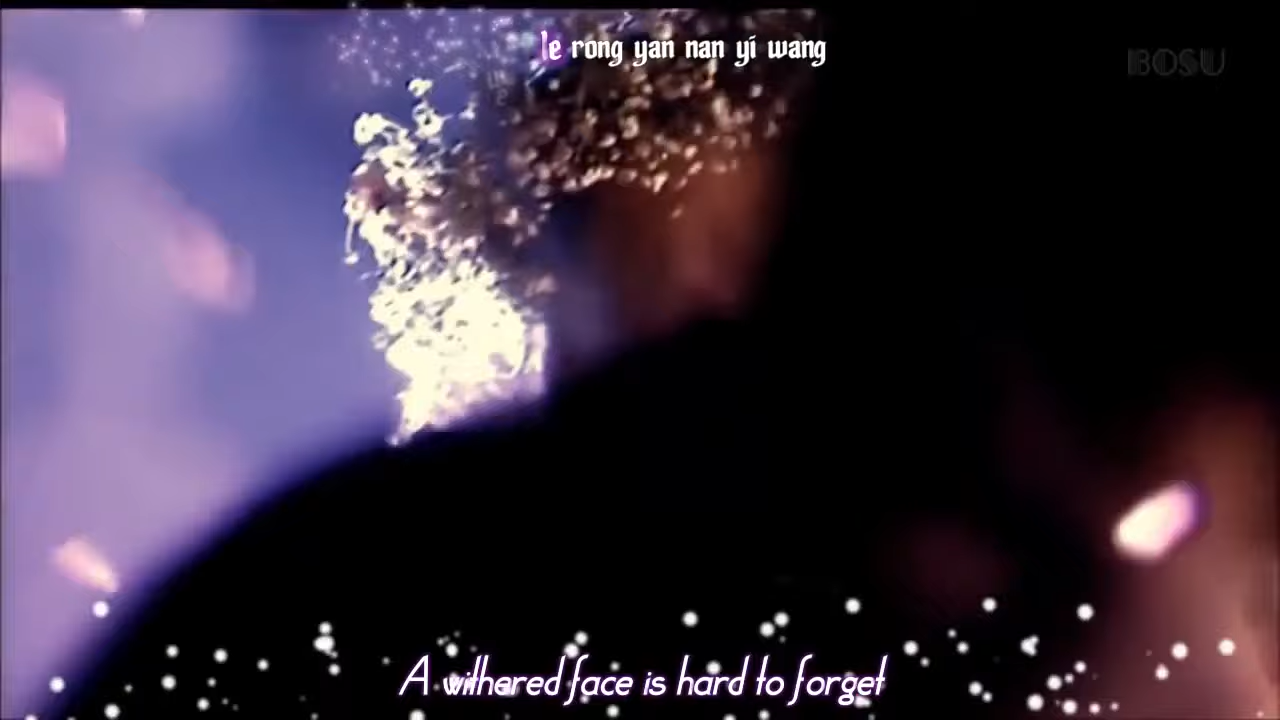 le rong yan nan yi wang
BOSU
A withered face is hard to forget